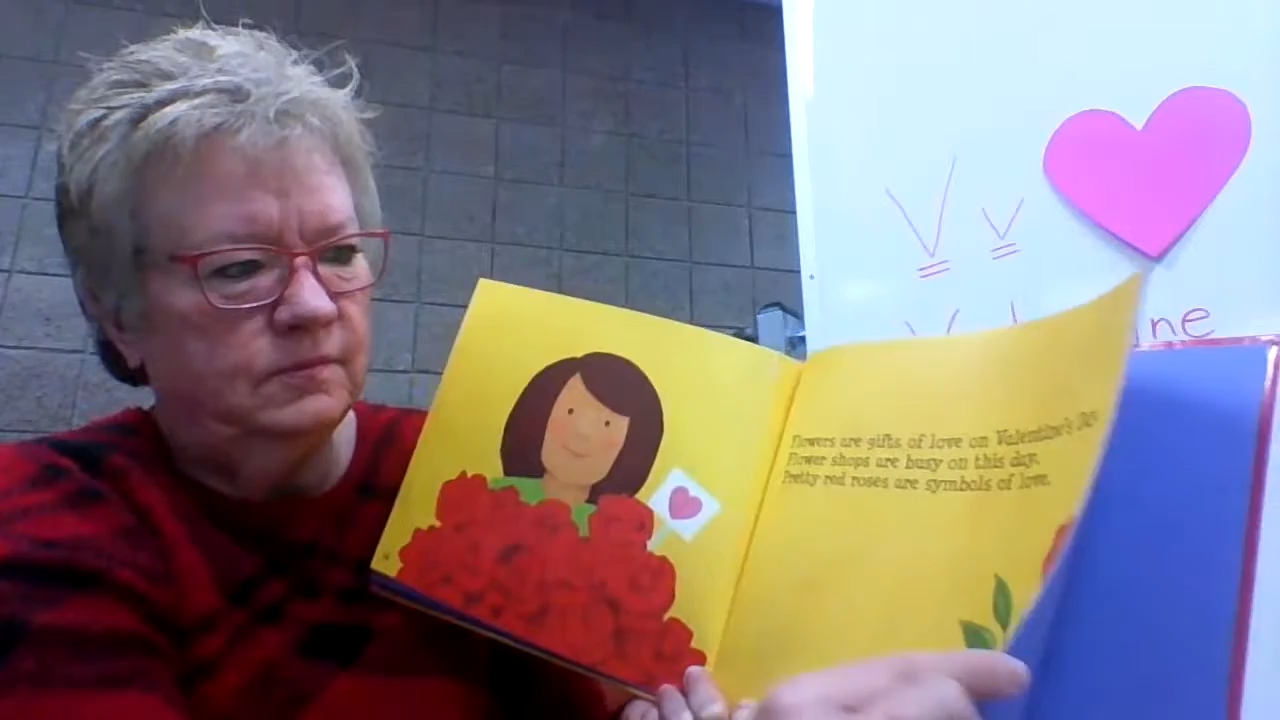 V v
ne
Flowers are gifts of love on Valentine's Day.
Flower shops are busy on this day.
Pretty red roses are symbols of love.